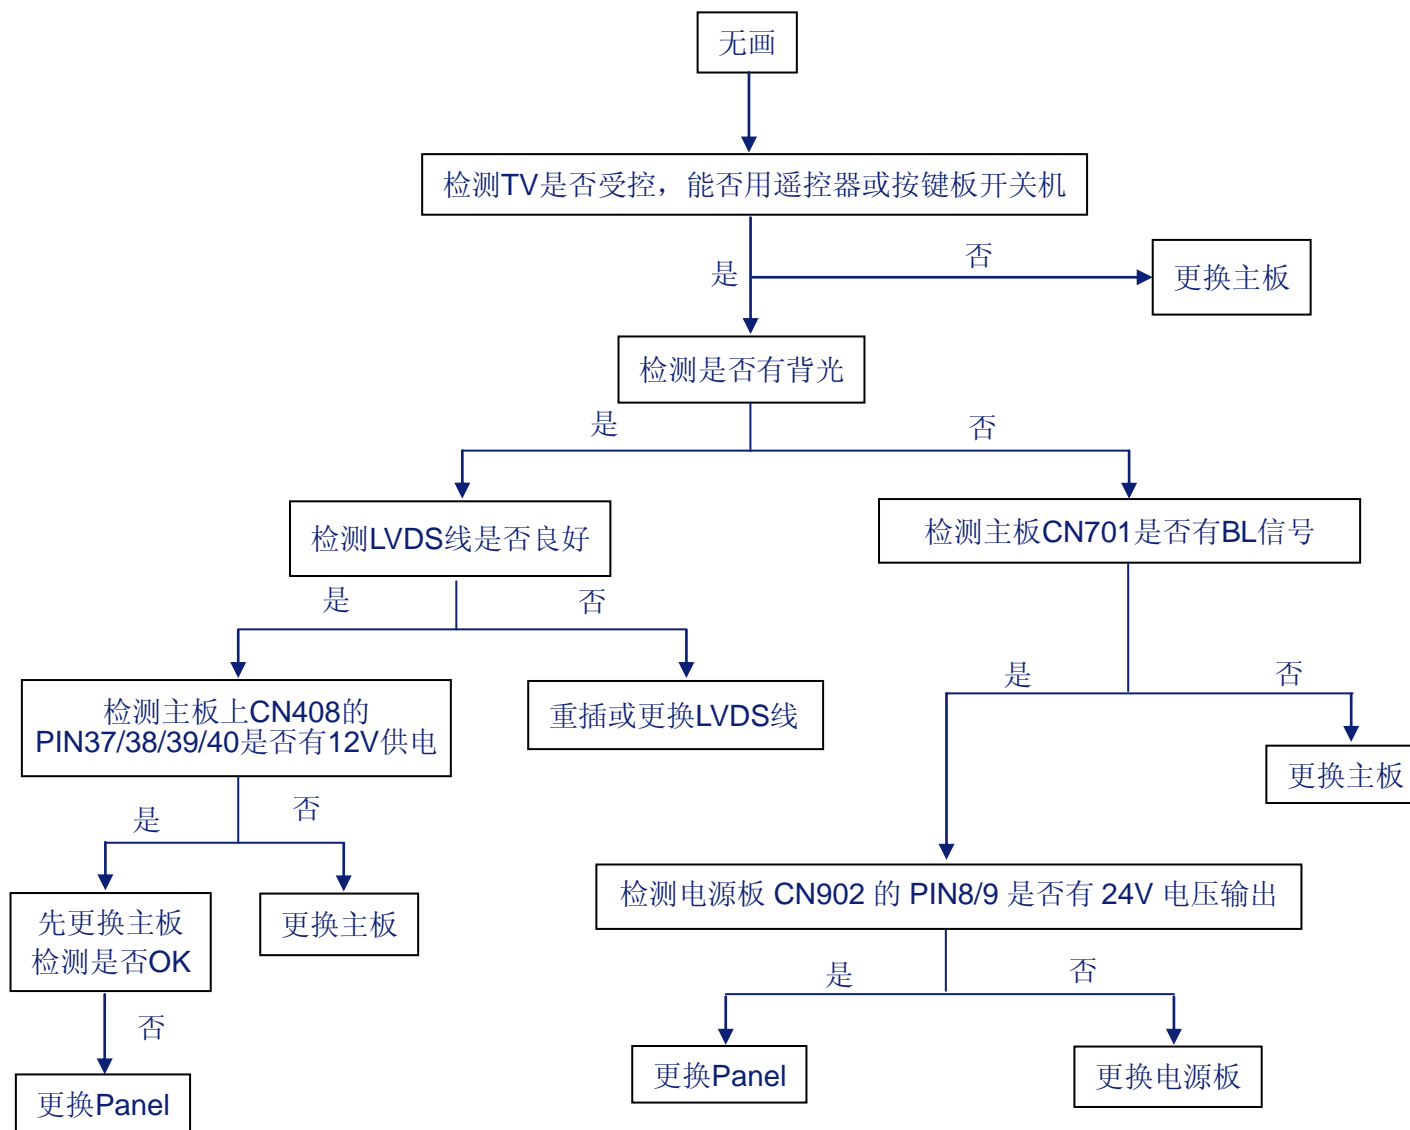 无画
检测TV是否受控，能否用遥控器或按键板开关机
否
是
更换主板
检测是否有背光
是
否
检测LVDS线是否良好
检测主板CN701是否有BL信号
是
否
是
否
检测主板上CN408的
PIN37/38/39/40是否有12V供电
重插或更换LVDS线
更换主板
是
否
检测电源板 CN902 的 PIN8/9 是否有 24V 电压输出
先更换主板
检测是否OK
更换主板
是
否
否
更换Panel
更换Panel
更换电源板